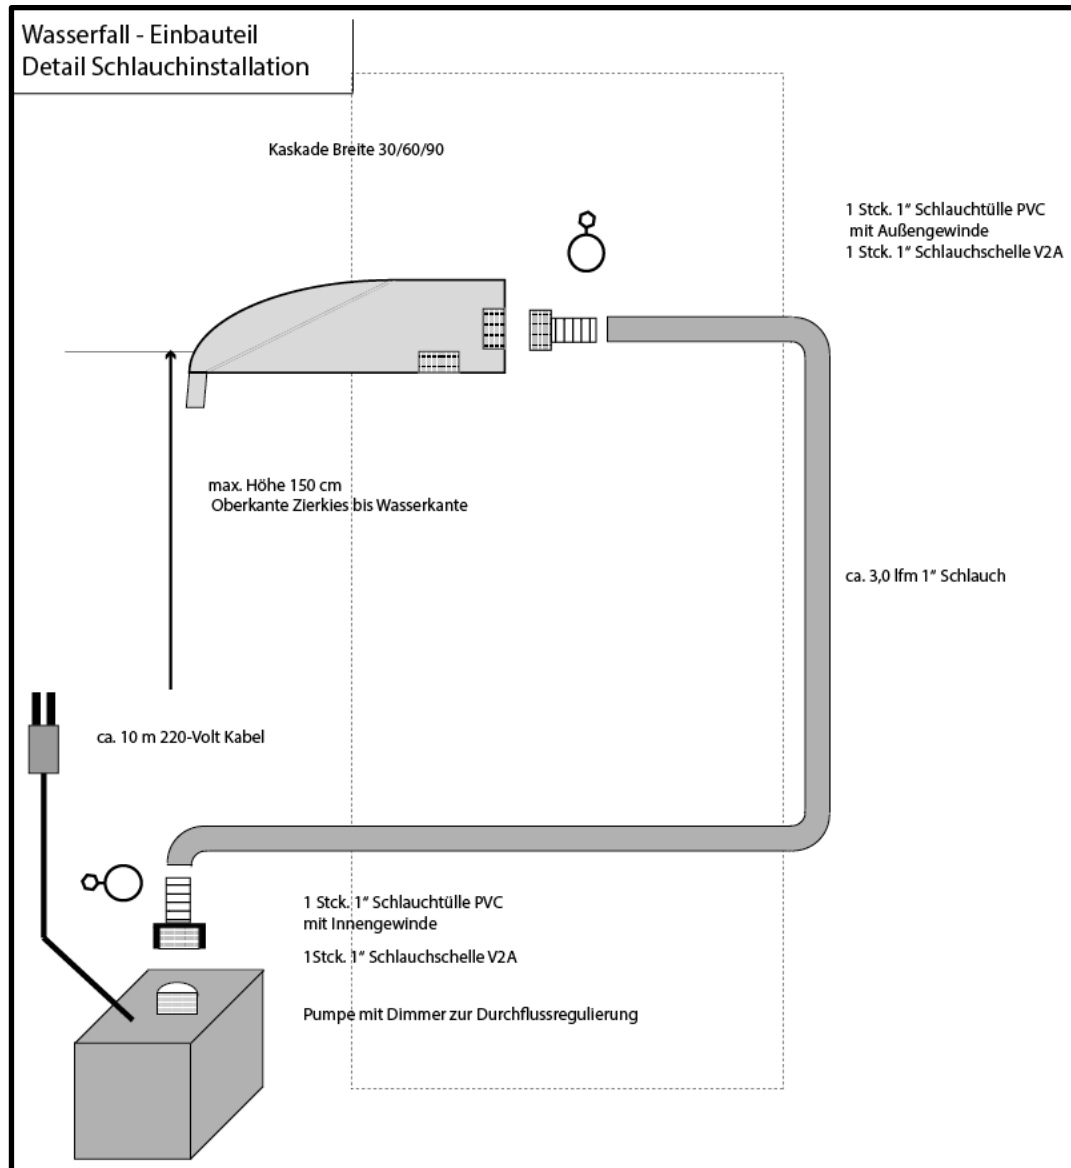 Wasserfall - Einbauteil
Detail Schlauchinstallation
Kaskade Breite 30/60/90
1 Stck. 1“ Schlauchtülle PVC
mit Außengewinde
1 Stck. 1“ Schlauchschelle V2A
max. Höhe 150 cm
Oberkante Zierkies bis Wasserkante
ca. 3,0 lfm 1“ Schlauch
ca. 10 m 220-Volt Kabel
1 Stck. 1“ Schlauchtülle PVC
mit Innengewinde
1Stck. 1“ Schlauchschelle V2A
Pumpe mit Dimmer zur Durchflussregulierung